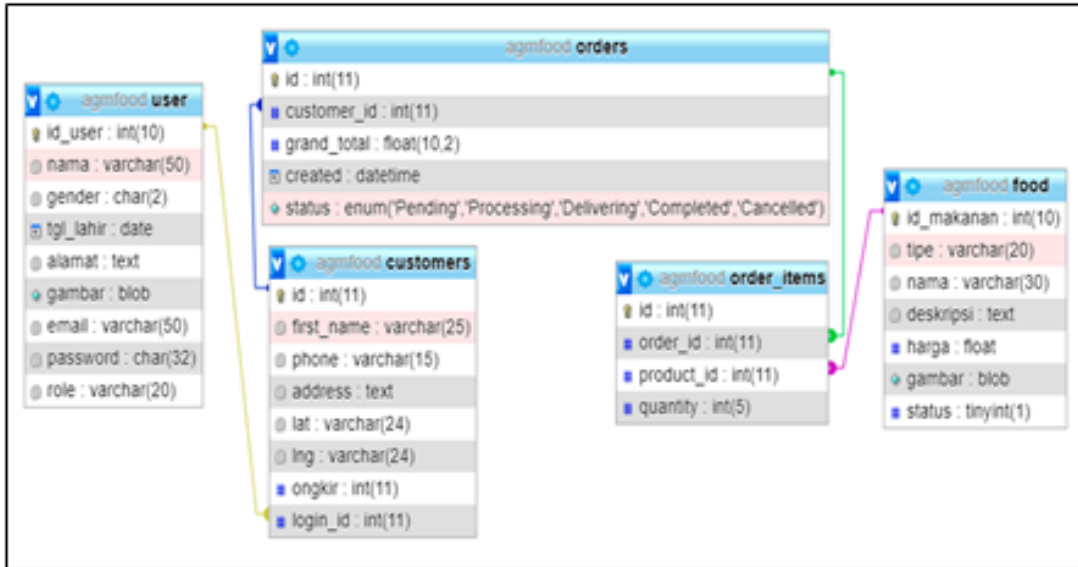 agmfood user
id_user : int(10)
nama : varchar(50)
gender : char(2)
tgl_lahir : date
alamat : text
gambar : blob
email : varchar(50)
password : char(32)
role : varchar(20)
agmfood orders
id : int(11)
customer_id : int(11)
grand_total : float(10,2)
created : datetime
status : enum('Pending','Processing','Delivering','Completed','Cancelled')
agmfood customers
id : int(11)
first_name : varchar(25)
phone : varchar(15)
address : text
lat : varchar(24)
lng : varchar(24)
ongkir : int(11)
login_id : int(11)
agmfood order_items
id : int(11)
order_id : int(11)
product_id : int(11)
quantity : int(5)
agmfood food
id_makanan : int(10)
tipe : varchar(20)
nama : varchar(30)
deskripsi : text
harga : float
gambar : blob
status : tinyint(1)